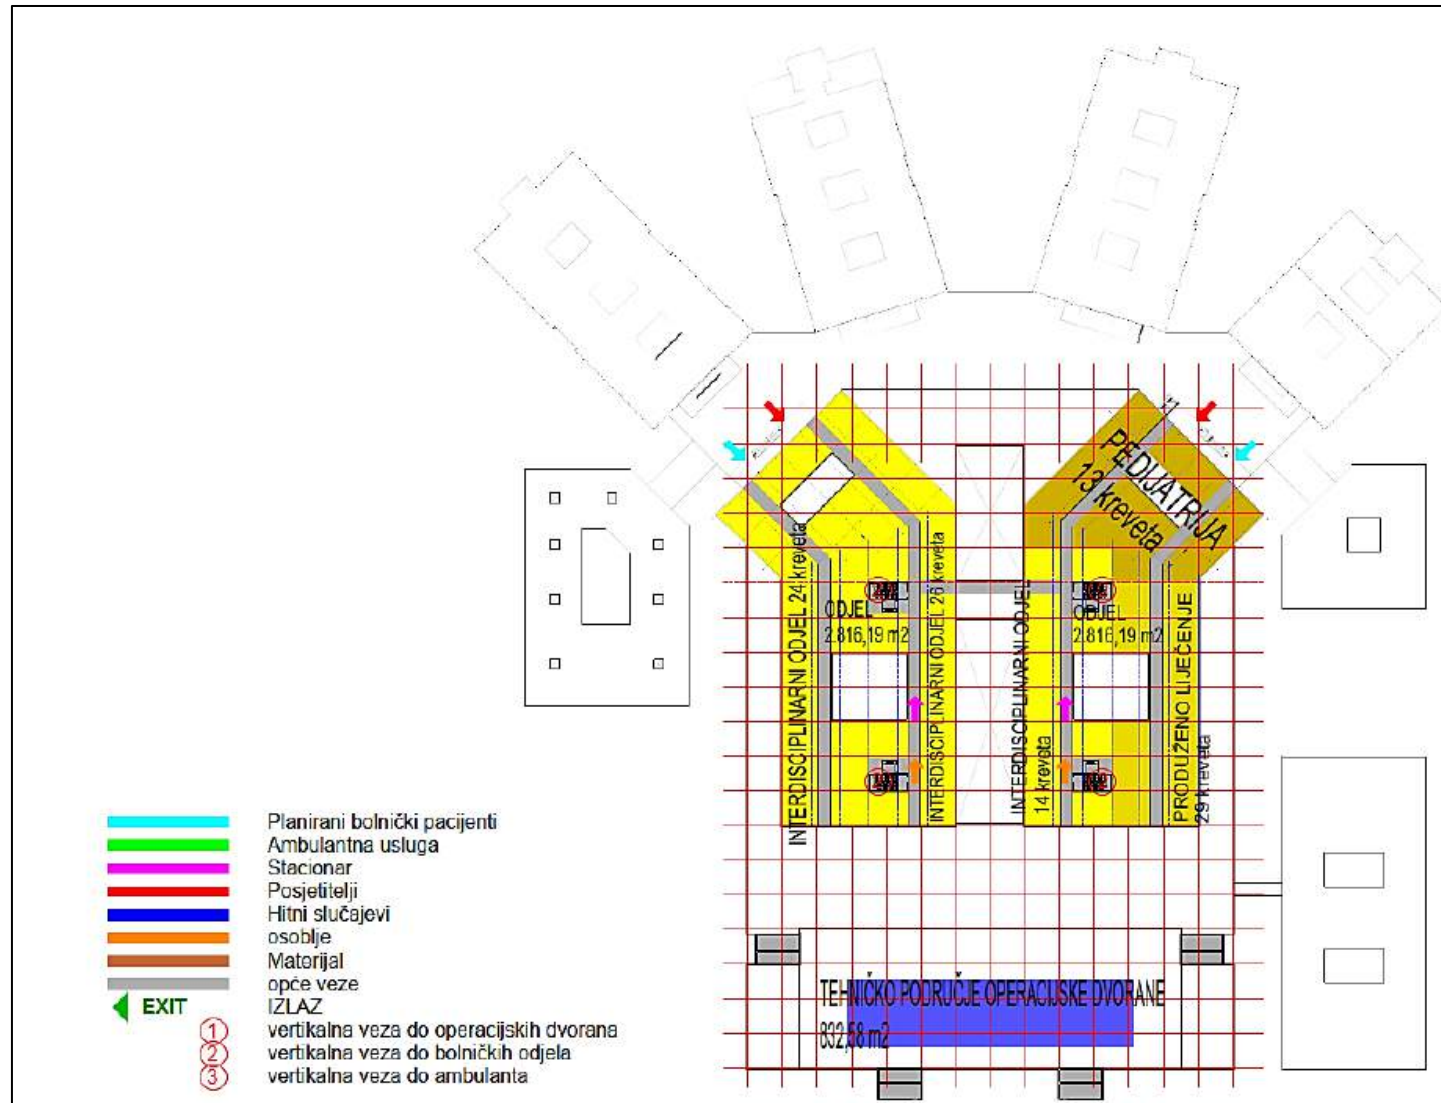 PEDIJATRIJA
13 kreveta
INTERDISCIPLINARNI ODJEL 24 kreveta
ODJEL
2.816,19 m2
INTERDISCIPLINARNI ODJEL 26 kreveta
INTERDISCIPLINARNI ODJEL
14 kreveta
ODJEL
2.816,19 m2
PRODUŽENO LIJEČENJE
29 kreveta
TEHNIČKO PODRUČJE OPERACIJSKE DVORANE
832,58 m2
Planirani bolnički pacijenti
Ambulantna usluga
Stacionar
Posjetitelji
Hitni slučajevi
osoblje
Materijal
opće veze
EXIT IZLAZ
1 vertikalna veza do operacijskih dvorana
2 vertikalna veza do bolničkih odjela
3 vertikalna veza do ambulanta